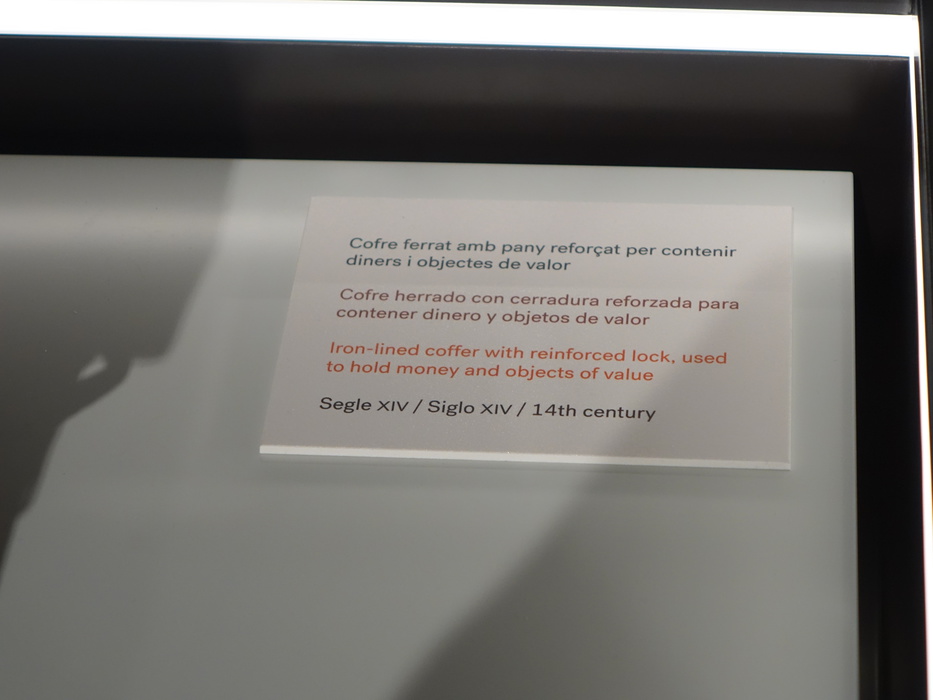 Cofre ferrat amb pany reforçat per contenir
diners i objectes de valor
Cofre herrado con cerradura reforzada para
contener dinero y objetos de valor
Iron-lined coffer with reinforced lock, used
to hold money and objects of value
Segle XIV / Siglo XIV / 14th century